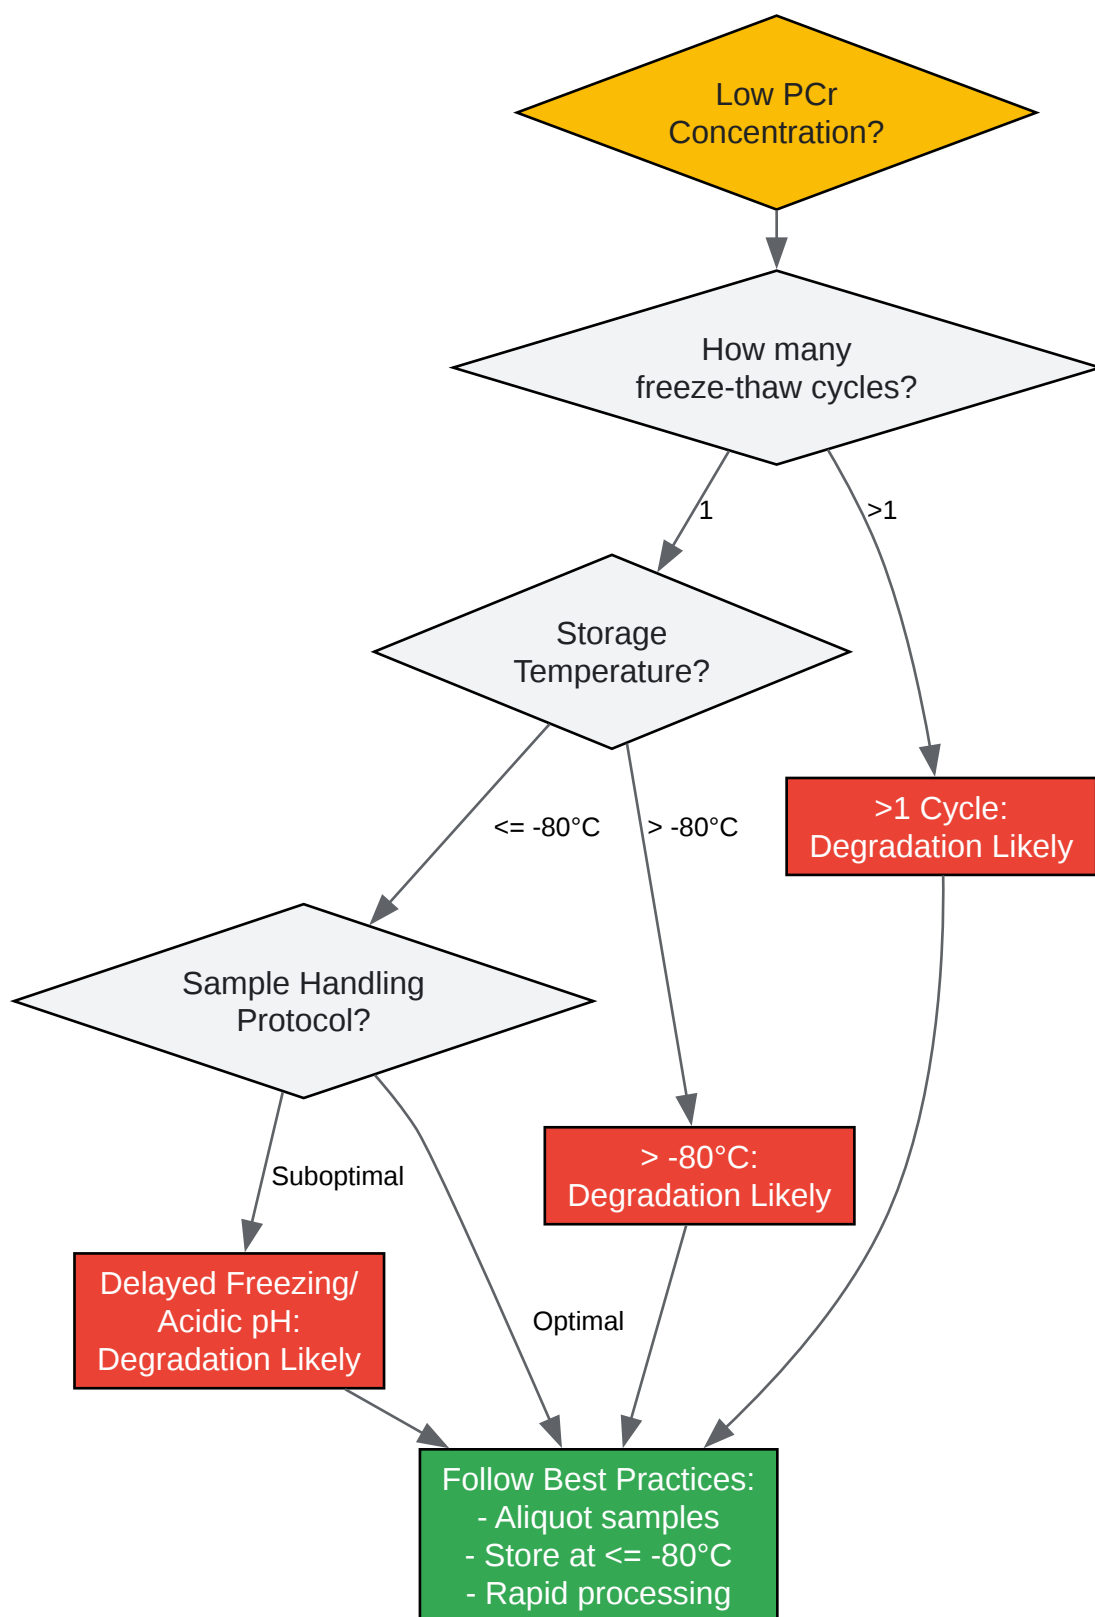 Low PCr
Concentration?
How many
freeze-thaw cycles?
1
>1
Storage
Temperature?
<= -80°C
> -80°C
>1 Cycle:
Degradation Likely
Sample Handling
Protocol?
Suboptimal
> -80°C:
Degradation Likely
Delayed Freezing/
Acidic pH:
Degradation Likely
Optimal
Follow Best Practices:
- Aliquot samples
- Store at <= -80°C
- Rapid processing